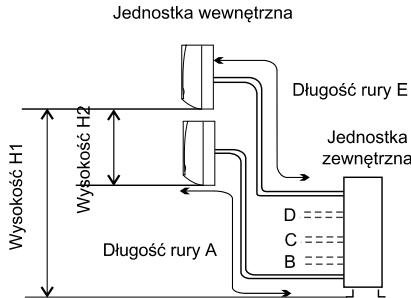 Jednostka wewnętrzna
Długość rury E
Jednostka
zewnętrzna
Wysokość H1
Wysokość H2
D
C
B
Długość rury A